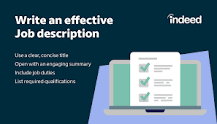 Write an effective
Job description
indeed
Use a clear, concise title
Open with an engaging summary
Include job duties
List required qualifications